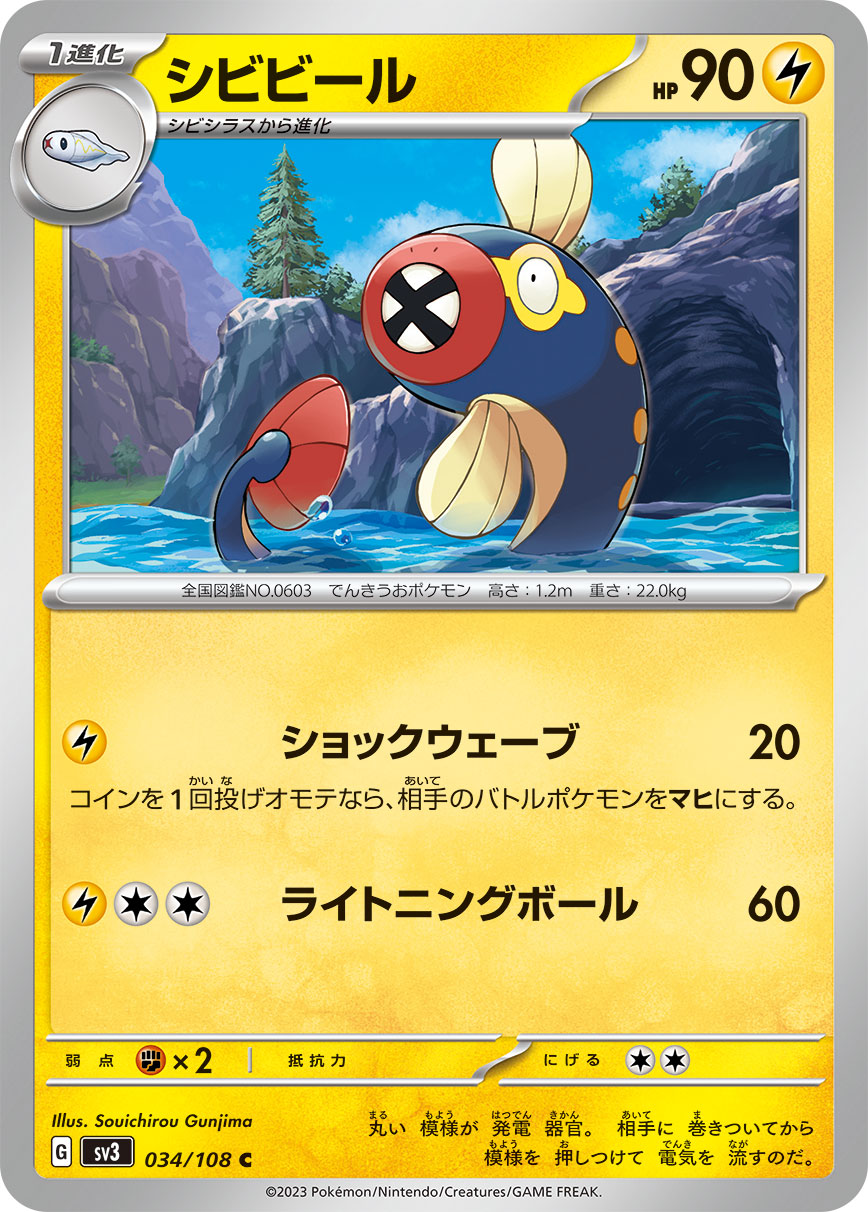 1進化
シビビール
HP 90
シビシラスから進化
全国図鑑NO.0603 でんきうおポケモン 高さ:1.2m 重さ:22.0kg
ショックウェーブ 20
コインを1回投げオモテなら、相手のバトルポケモンをマヒにする。
ライトニングボール 60
弱点 ×2 抵抗力 にげる
Illus. Souichirou Gunjima
丸い 模様が 発電 器官。 相手に 巻きついてから
模様を 押しつけて 電気を 流すのだ。
G sv3 034/108 C
©2023 Pokémon/Nintendo/Creatures/GAME FREAK.